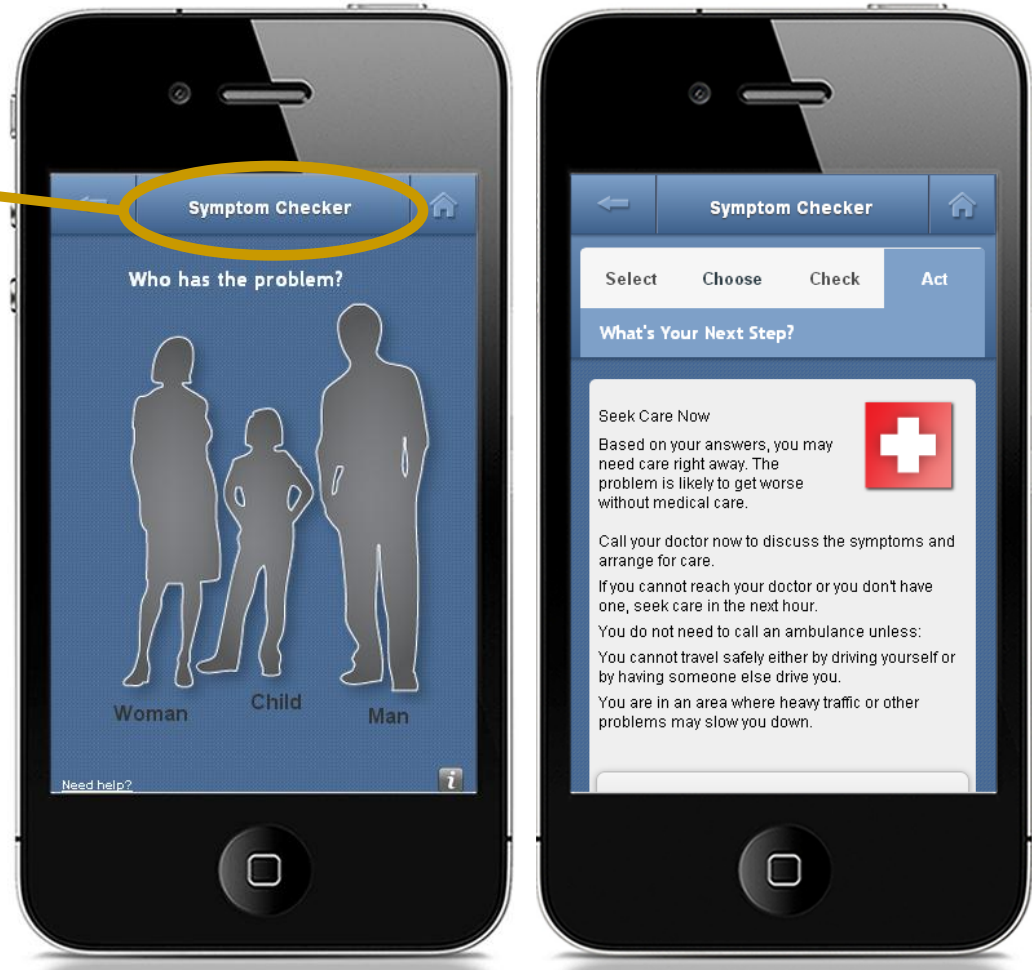 Symptom Checker
Who has the problem?
Woman
Child
Man
Need help?
i
Symptom Checker
Select Choose Check Act
What's Your Next Step?
Seek Care Now
Based on your answers, you may
need care right away. The
problem is likely to get worse
without medical care.
Call your doctor now to discuss the symptoms and
arrange for care.
If you cannot reach your doctor or you don't have
one, seek care in the next hour.
You do not need to call an ambulance unless:
You cannot travel safely either by driving yourself or
by having someone else drive you.
You are in an area where heavy traffic or other
problems may slow you down.